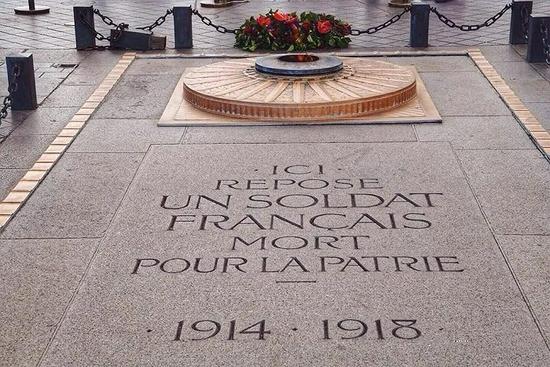 · ICI ·
REPOSE
UN SOLDAT
FRANÇAIS
MORT
POUR LA PATRIE
· 1914 · 1918 ·